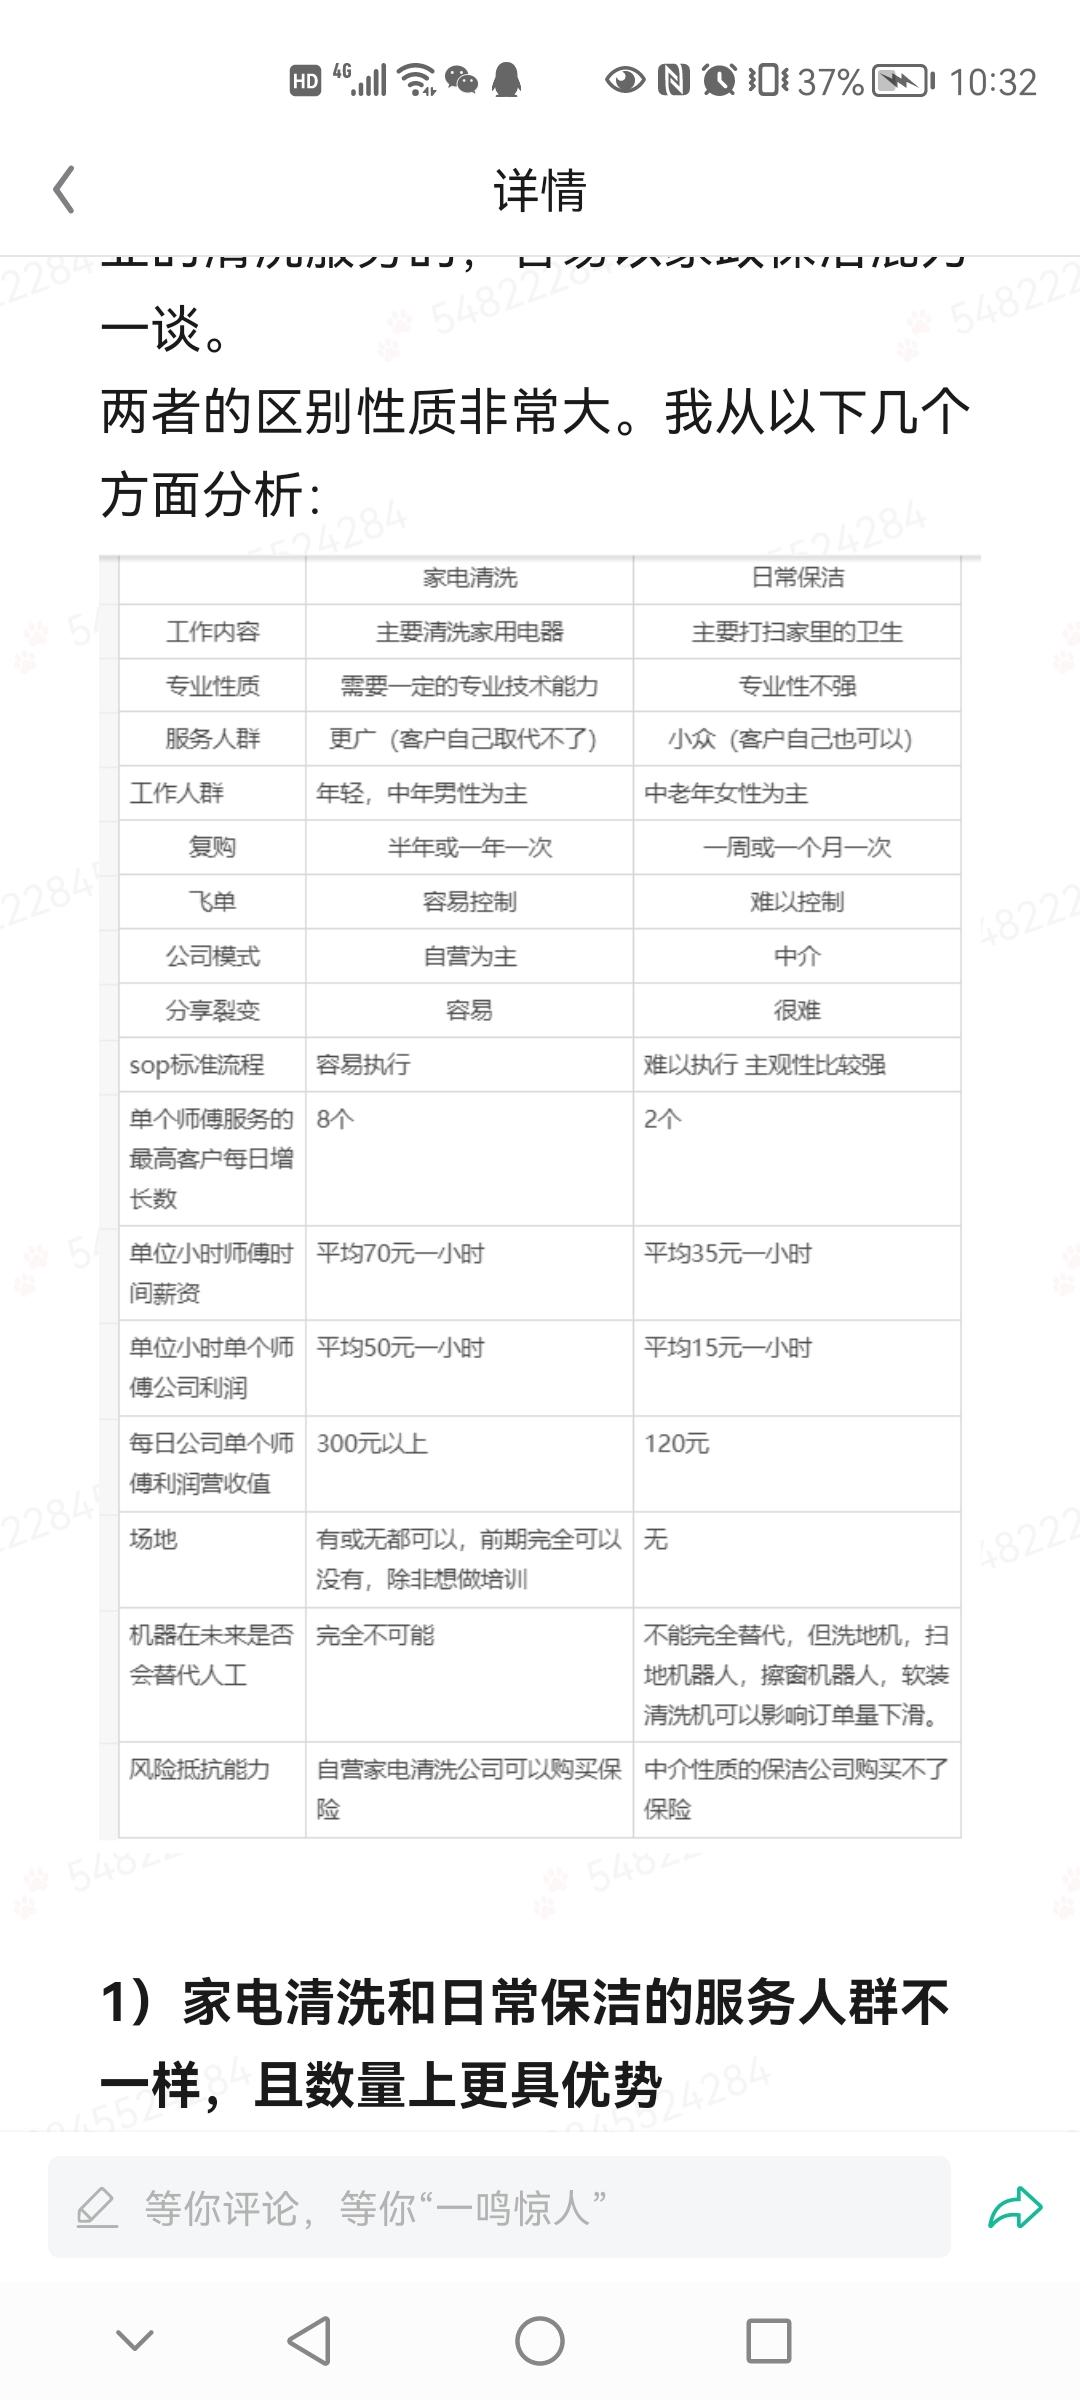 HD 4G 37% 10:32
详情
业的清洗服务的，容易以家政保洁混为
一谈。
两者的区别性质非常大。我从以下几个
方面分析：
家电清洗 日常保洁
工作内容 主要清洗家用电器 主要打扫家里的卫生
专业性质 需要一定的专业技术能力 专业性不强
服务人群 更广（客户自己取代不了） 小众（客户自己也可以）
工作人群 年轻，中年男性为主 中老年女性为主
复购 半年或一年一次 一周或一个月一次
飞单 容易控制 难以控制
公司模式 自营为主 中介
分享裂变 容易 很难
sop标准流程 容易执行 难以执行 主观性比较强
单个师傅服务的 8个 2个
最高客户每日增
长数
单位小时师傅时 平均70元一小时 平均35元一小时
间薪资
单位小时单个师 平均50元一小时 平均15元一小时
傅公司利润
每日公司单个师 300元以上 120元
傅利润营收值
场地 有或无都可以，前期完全可以 无
没有，除非想做培训
机器在未来是否 完全不可能 不能完全替代，但洗地机，扫
会替代人工 地机器人，擦窗机器人，软装
清洗机可以影响订单量下滑。
风险抵抗能力 自营家电清洗公司可以购买保 中介性质的保洁公司购买不了
险 保险
1）家电清洗和日常保洁的服务人群不
一样，且数量上更具优势
等你评论，等你“一鸣惊人”